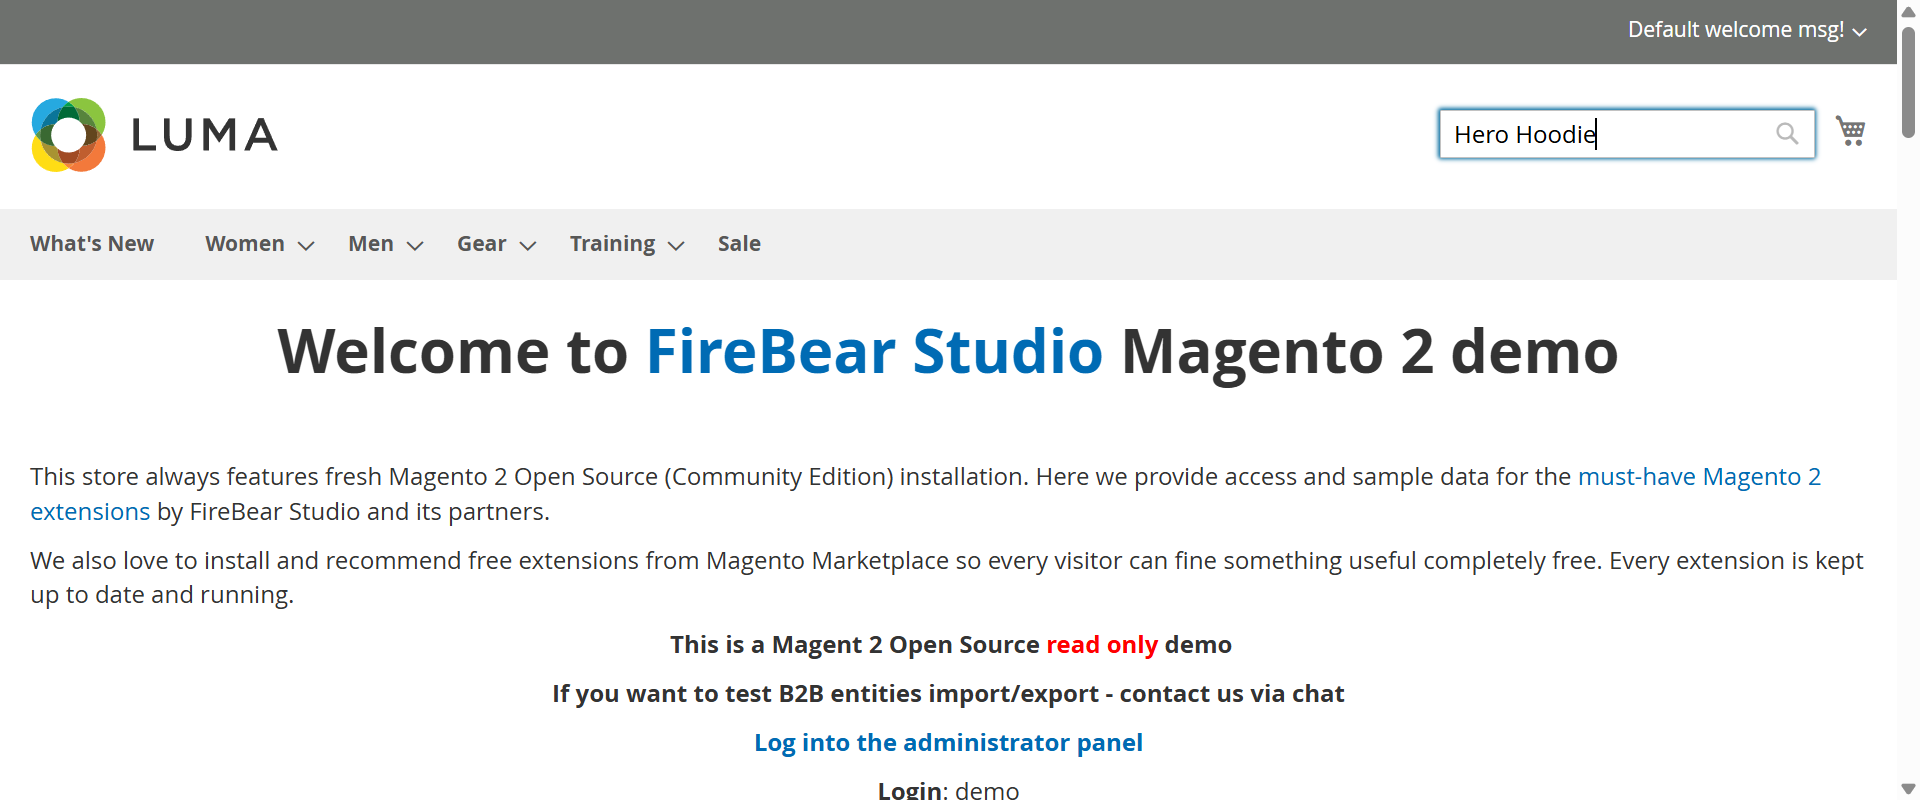 Default welcome msg!
LUMA
Hero Hoodie
What's New Women Men Gear Training Sale
Welcome to FireBear Studio Magento 2 demo
This store always features fresh Magento 2 Open Source (Community Edition) installation. Here we provide access and sample data for the must-have Magento 2
extensions by FireBear Studio and its partners.
We also love to install and recommend free extensions from Magento Marketplace so every visitor can fine something useful completely free. Every extension is kept
up to date and running.
This is a Magent 2 Open Source read only demo
If you want to test B2B entities import/export - contact us via chat
Log into the administrator panel
Login: demo